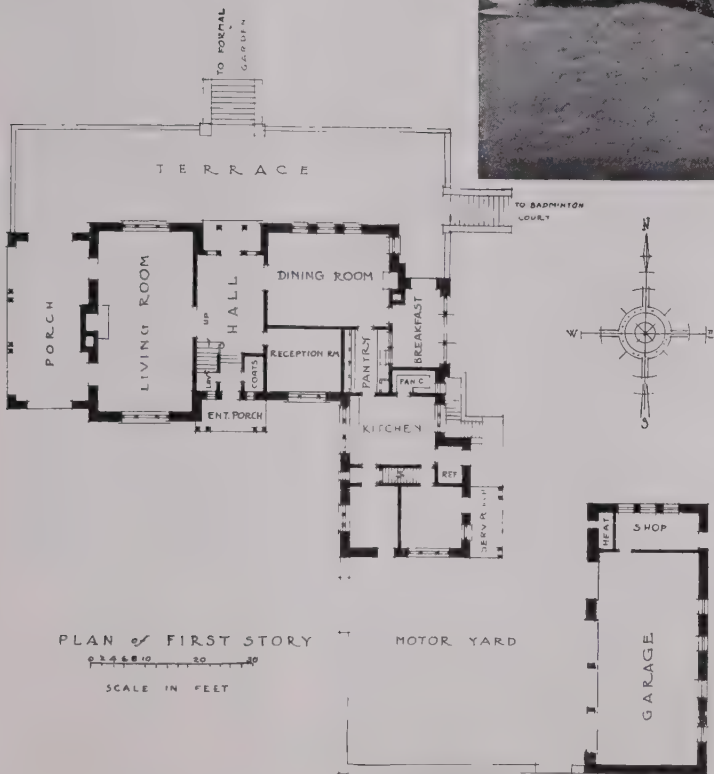 TO FORMAL
GARDEN
TERRACE
TO BADMINTON
COURT
PORCH
LIVING ROOM
UP
HALL
DINING ROOM
BREAKFAST
RECEPTION RM
PANTRY
LAV.
COATS
ENT. PORCH
PAN C
KITCHEN
REF
N
W
E
S
HEAT
SHOP
GARAGE
MOTOR YARD
PLAN of FIRST STORY
0 2 4 6 8 10 20
SCALE IN FEET